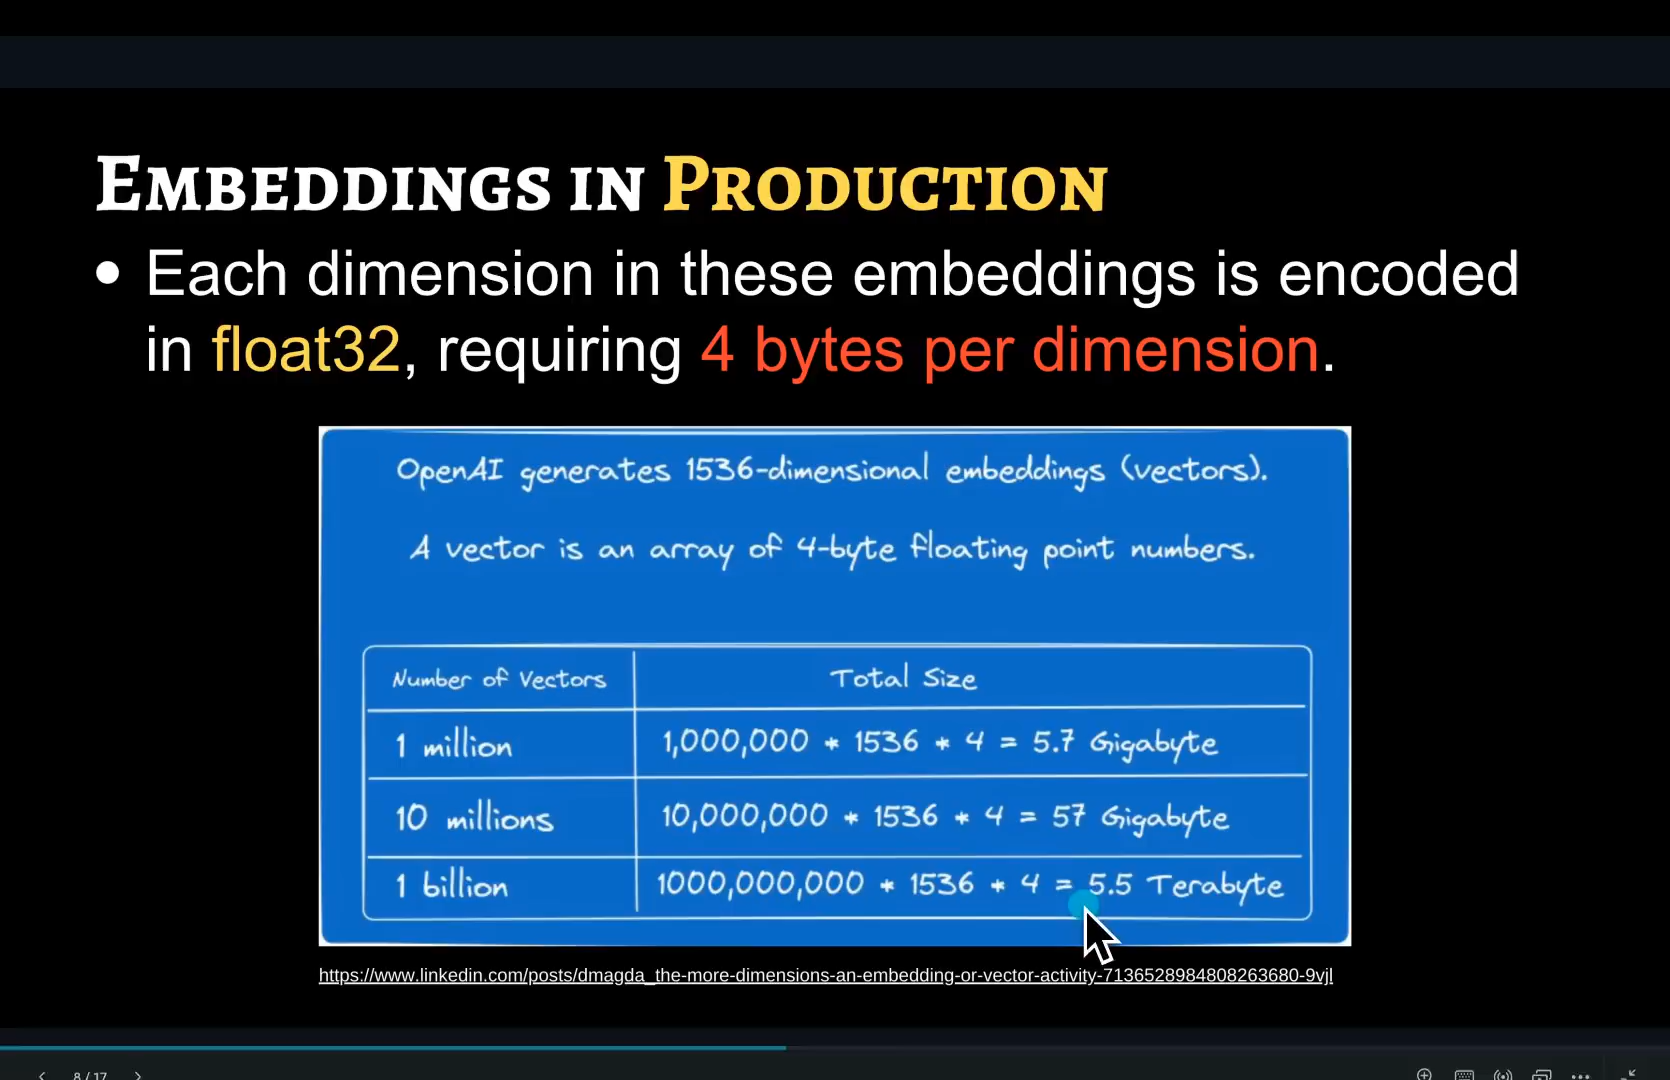 EMBEDDINGS IN PRODUCTION
• Each dimension in these embeddings is encoded
in float32, requiring 4 bytes per dimension.
OpenAI generates 1536-dimensional embeddings (vectors).
A vector is an array of 4-byte floating point numbers.
Number of Vectors Total Size
1 million 1,000,000 * 1536 * 4 = 5.7 Gigabyte
10 millions 10,000,000 * 1536 * 4 = 57 Gigabyte
1 billion 1000,000,000 * 1536 * 4 = 5.5 Terabyte
https://www.linkedin.com/posts/dmagda_the-more-dimensions-an-embedding-or-vector-activity-7136528984808263680-9vjl
8 / 17